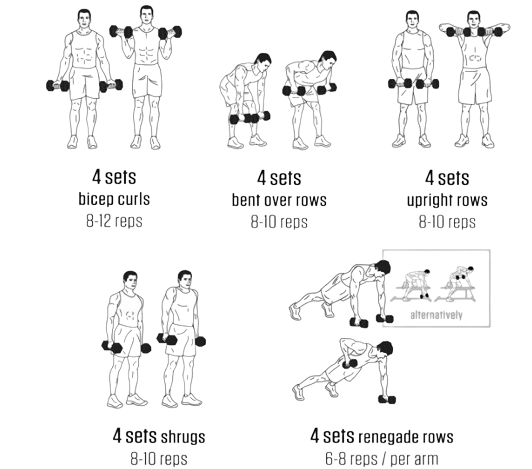 4 sets
bicep curls
8-12 reps
4 sets
bent over rows
8-10 reps
4 sets
upright rows
8-10 reps
alternatively
4 sets shrugs
8-10 reps
4 sets renegade rows
6-8 reps / per arm